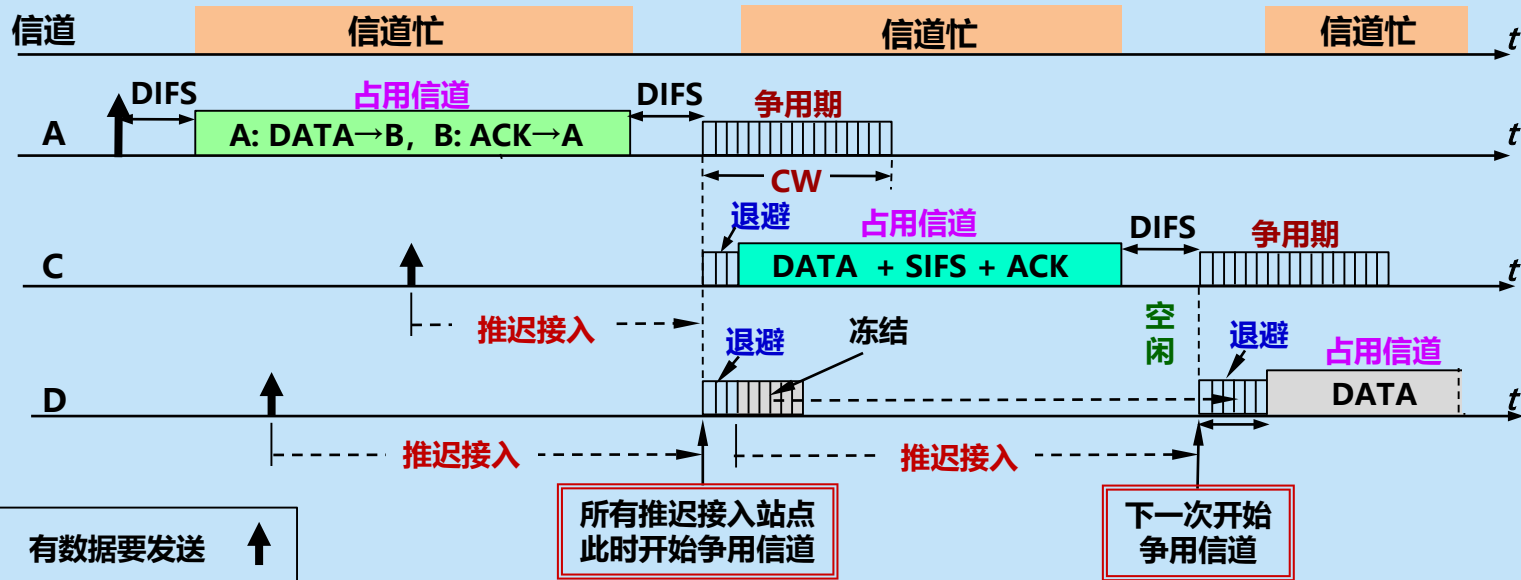 信道 信道忙 信道忙 信道忙 t
DIFS 占用信道 DIFS 争用期
A A: DATA→B, B: ACK→A t
CW
退避 占用信道 DIFS 争用期
C DATA + SIFS + ACK t
推迟接入 空闲
退避 冻结 退避 占用信道
D DATA t
推迟接入 推迟接入
所有推迟接入站点
此时开始争用信道
下一次开始
争用信道
有数据要发送